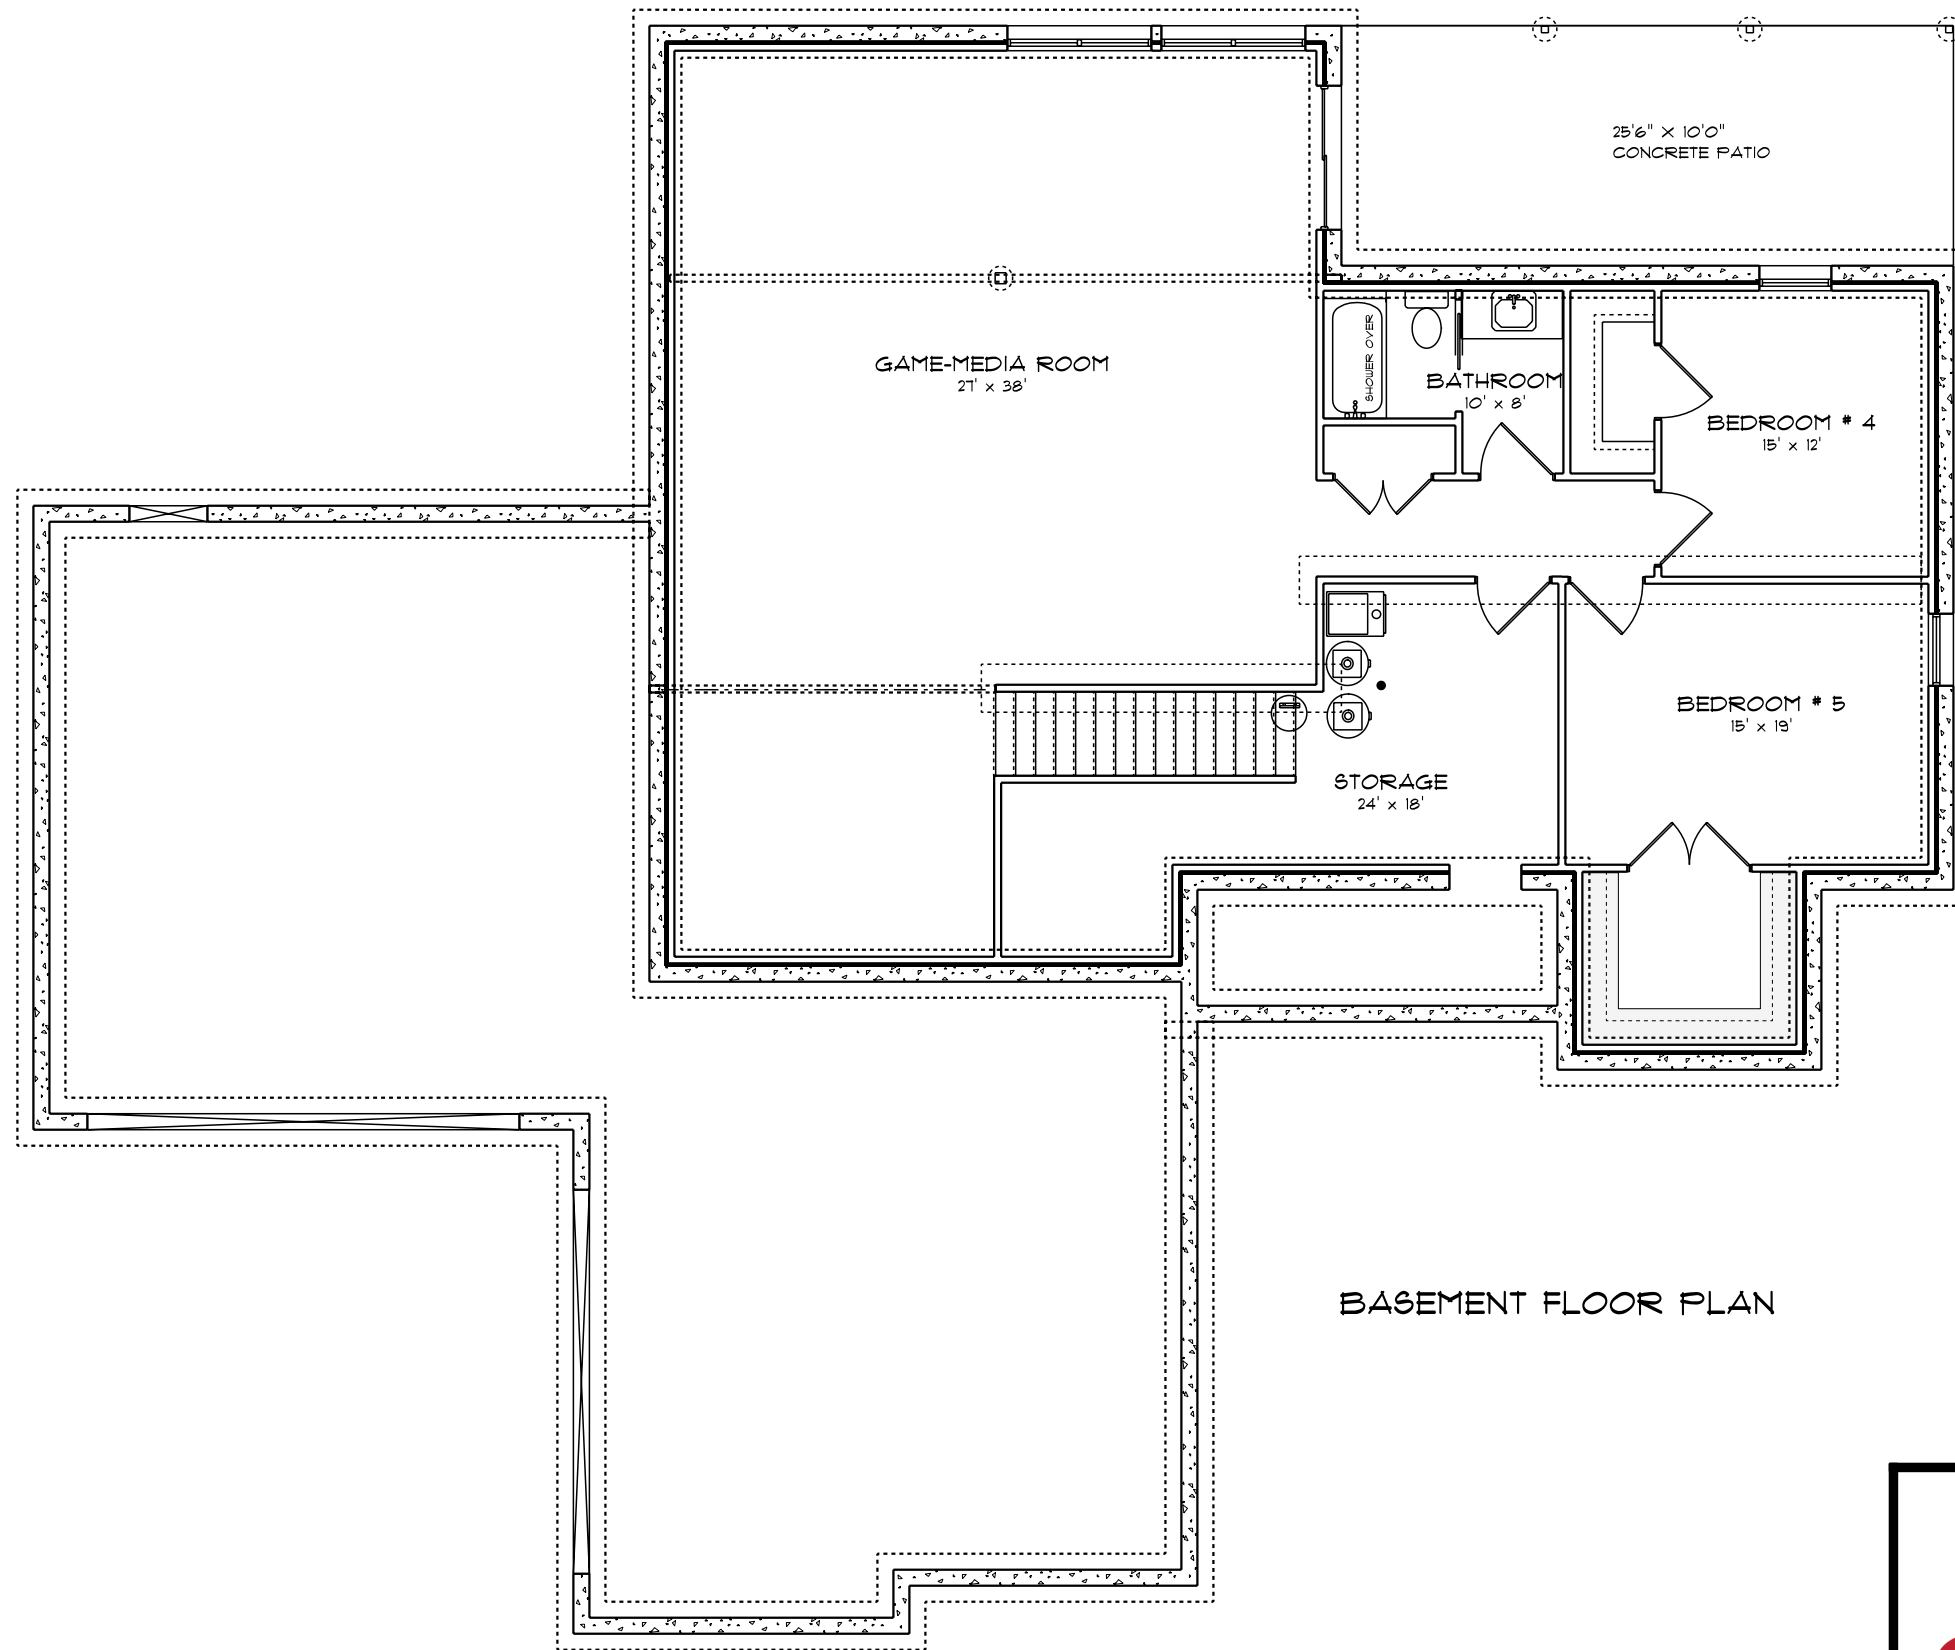 25'6" X 10'0"
CONCRETE PATIO
GAME-MEDIA ROOM
27' x 38'
SHOWER OVER
BATHROOM
10' x 8'
BEDROOM # 4
15' x 12'
BEDROOM # 5
15' x 19'
STORAGE
24' x 18'
BASEMENT FLOOR PLAN